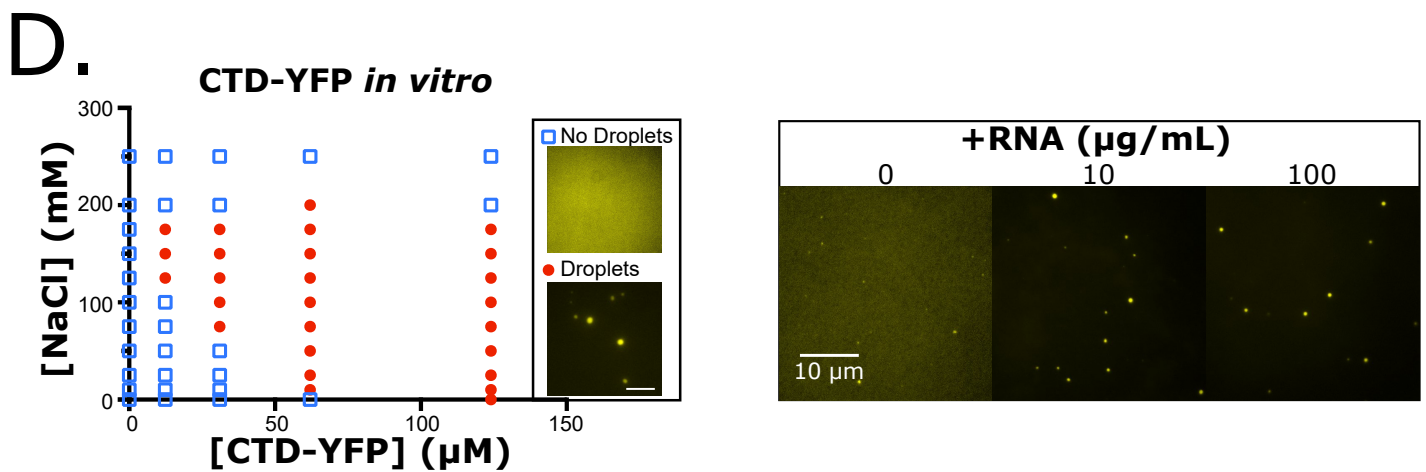 D.
CTD-YFP in vitro
300
200
100
0
[NaCl] (mM)
0 50 100 150
[CTD-YFP] (µM)
No Droplets
Droplets
+RNA (µg/mL)
0 10 100
10 µm